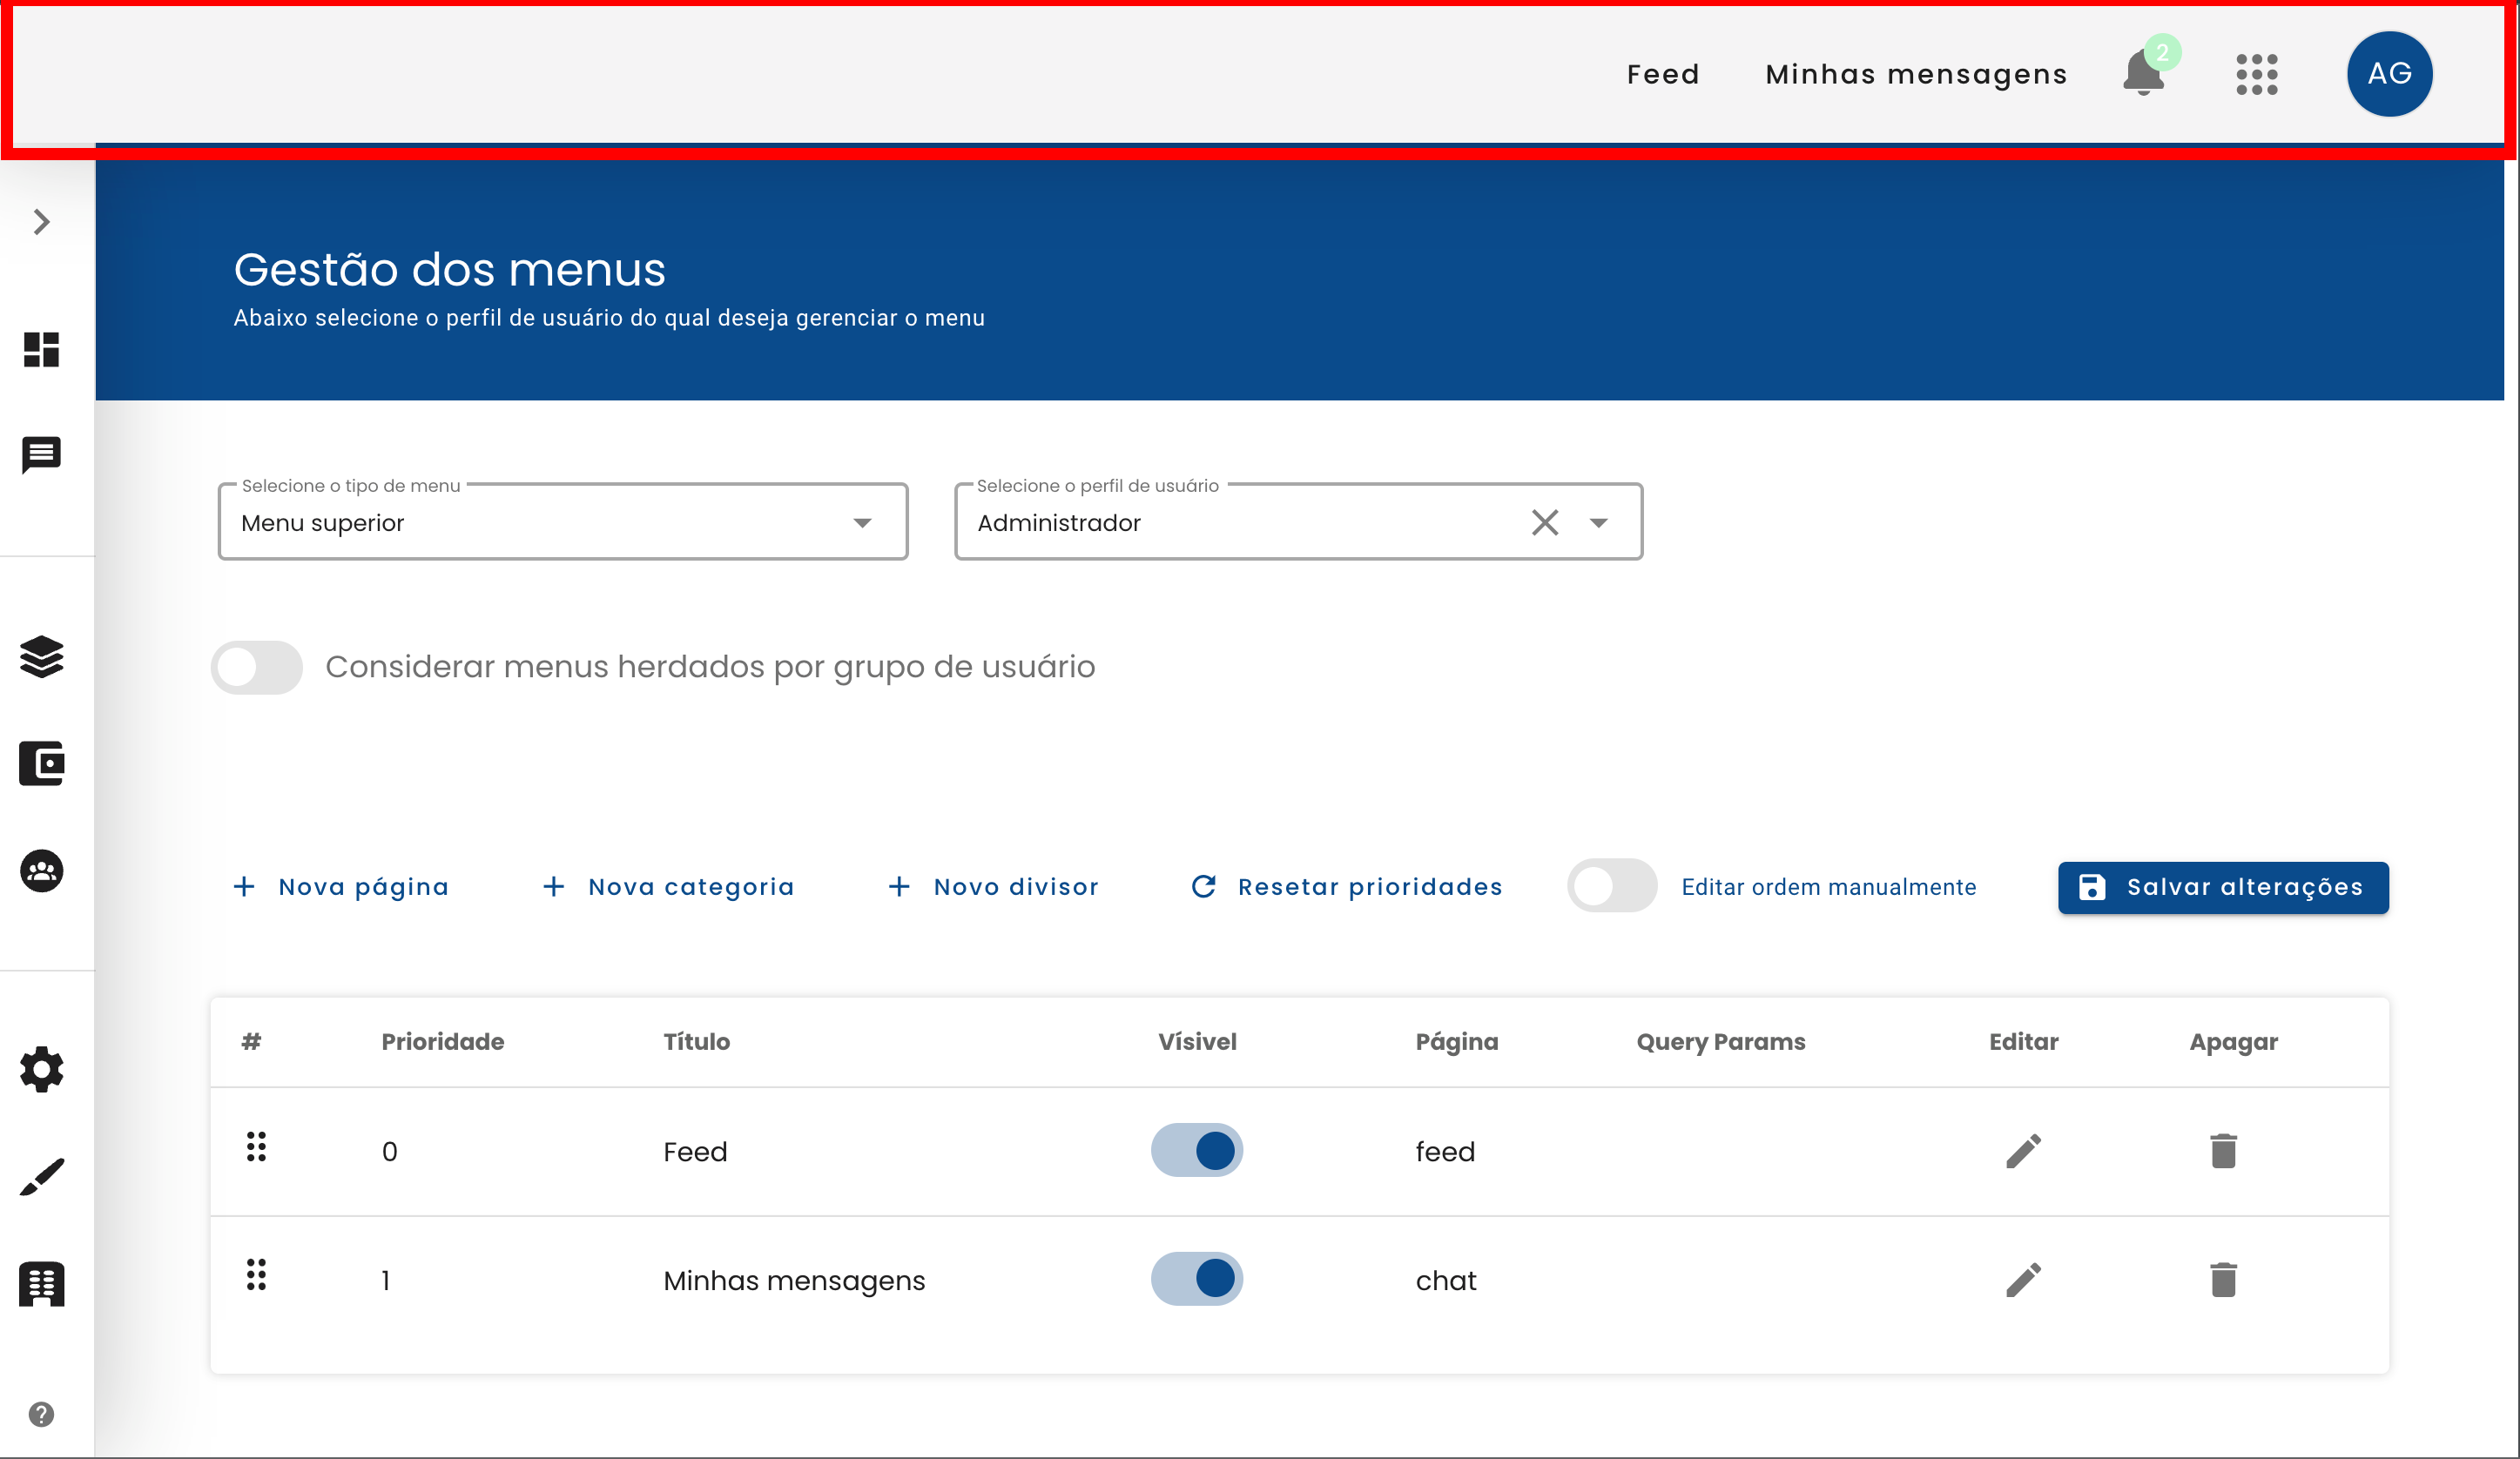 Feed Minhas mensagens 2 AG
Gestão dos menus
Abaixo selecione o perfil de usuário do qual deseja gerenciar o menu
Selecione o tipo de menu Selecione o perfil de usuário
Menu superior Administrador
Considerar menus herdados por grupo de usuário
+ Nova página + Nova categoria + Novo divisor Resetar prioridades Editar ordem manualmente Salvar alterações
# Prioridade Título Vísivel Página Query Params Editar Apagar
0 Feed feed
1 Minhas mensagens chat
?